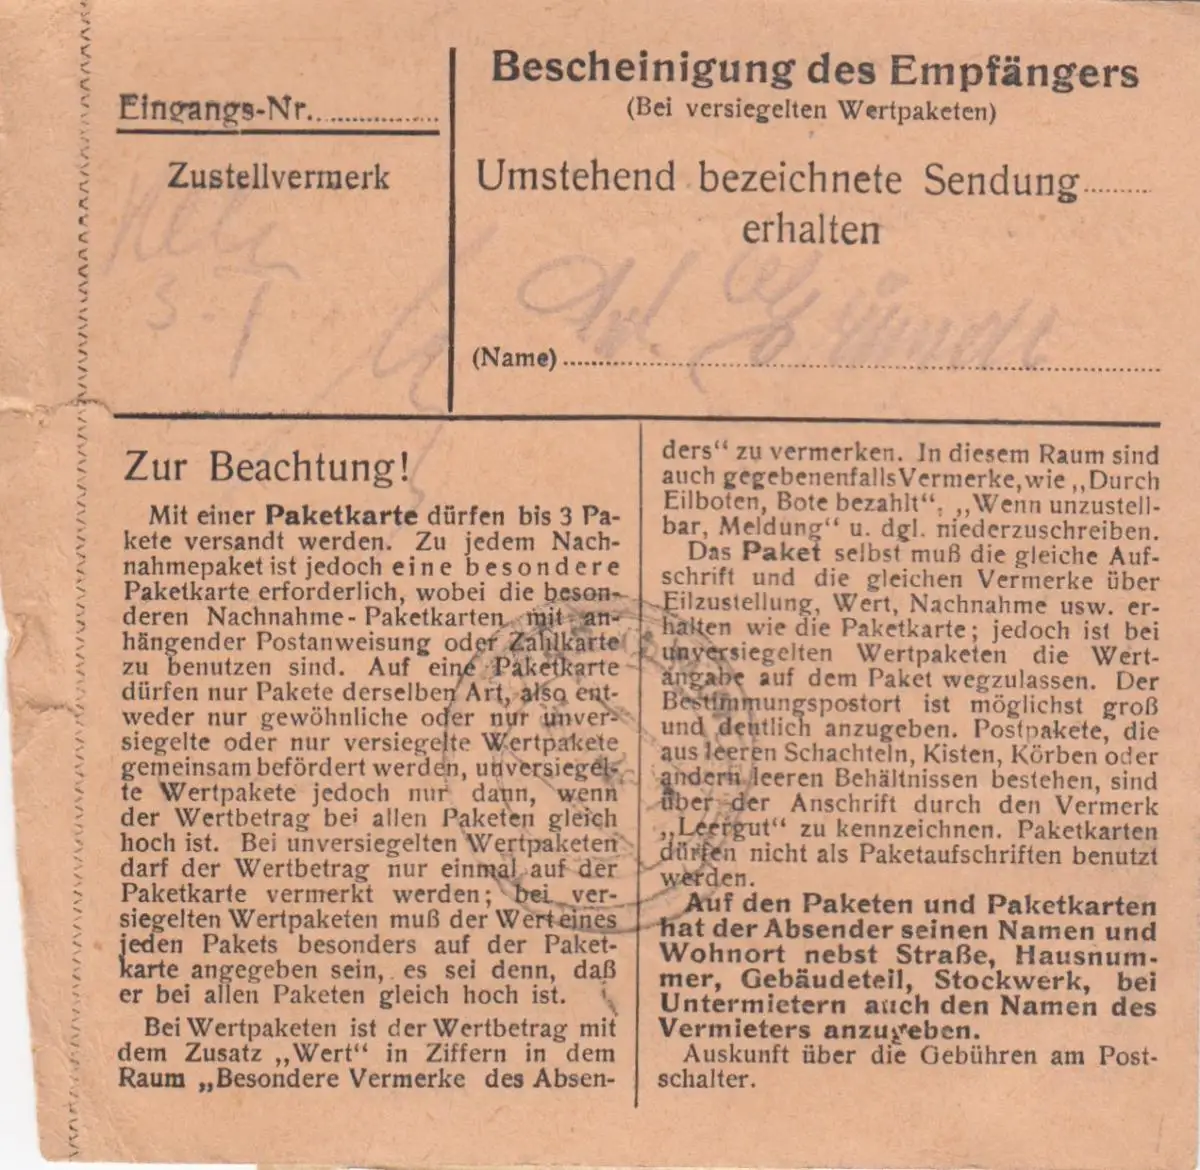 Eingangs-Nr.
Zustellvermerk
3.
Bescheinigung des Empfängers
(Bei versiegelten Wertpaketen)
Umstehend bezeichnete Sendung
erhalten
(Name)
Zur Beachtung!
Mit einer Paketkarte dürfen bis 3 Pa-
kete versandt werden. Zu jedem Nach-
nahmepaket ist jedoch eine besondere
Paketkarte erforderlich, wobei die beson-
deren Nachnahme-Paketkarten mit an-
hängender Postanweisung oder Zahlkarte
zu benutzen sind. Auf eine Paketkarte
dürfen nur Pakete derselben Art, also ent-
weder nur gewöhnliche oder nur unver-
siegelte oder nur versiegelte Wertpakete
gemeinsam befördert werden, unversiegel-
te Wertpakete jedoch nur dann, wenn
der Wertbetrag bei allen Paketen gleich
hoch ist. Bei unversiegelten Wertpaketen
darf der Wertbetrag nur einmal auf der
Paketkarte vermerkt werden; bei ver-
siegelten Wertpaketen muß der Wert eines
jeden Pakets besonders auf der Paket-
karte angegeben sein, es sei denn, daß
er bei allen Paketen gleich hoch ist.
Bei Wertpaketen ist der Wertbetrag mit
dem Zusatz „Wert“ in Ziffern in dem
Raum „Besondere Vermerke des Absen-
ders“ zu vermerken. In diesem Raum sind
auch gegebenenfalls Vermerke, wie „Durch
Eilboten, Bote bezahlt“, „Wenn unzustell-
bar, Meldung“ u. dgl. niederzuschreiben.
Das Paket selbst muß die gleiche Auf-
schrift und die gleichen Vermerke über
Eilzustellung, Wert, Nachnahme usw. er-
halten wie die Paketkarte; jedoch ist bei
unversiegelten Wertpaketen die Wert-
angabe auf dem Paket wegzulassen. Der
Bestimmungspostort ist möglichst groß
und deutlich anzugeben. Postpakete, die
aus leeren Schachteln, Kisten, Körben oder
andern leeren Behältnissen bestehen, sind
über der Anschrift durch den Vermerk
„Leergut“ zu kennzeichnen. Paketkarten
dürfen nicht als Paketaufschriften benutzt
werden.
Auf den Paketen und Paketkarten
hat der Absender seinen Namen und
Wohnort nebst Straße, Hausnum-
mer, Gebäudeteil, Stockwerk, bei
Untermietern auch den Namen des
Vermieters anzugeben.
Auskunft über die Gebühren am Post-
schalter.